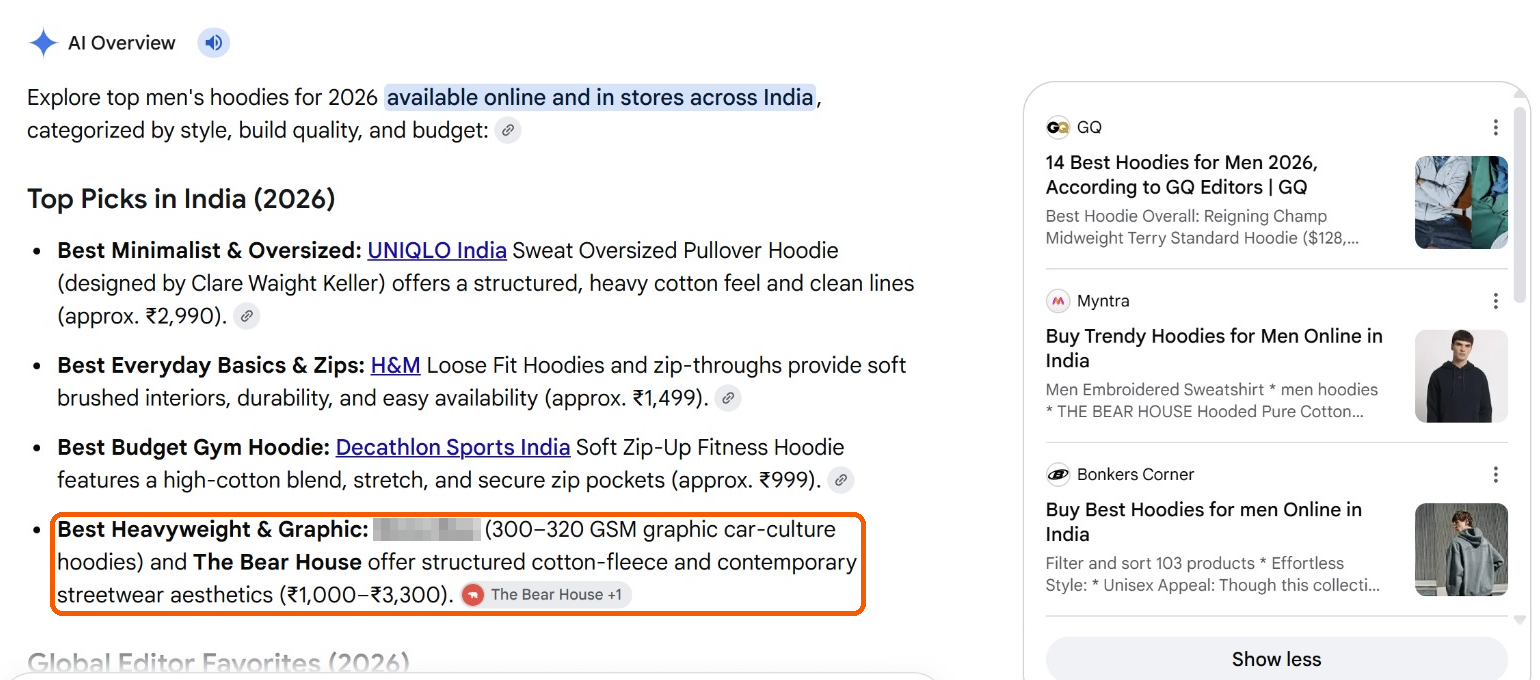 AI Overview
Explore top men's hoodies for 2026 available online and in stores across India,
categorized by style, build quality, and budget:
Top Picks in India (2026)
• Best Minimalist & Oversized: UNIQLO India Sweat Oversized Pullover Hoodie
(designed by Clare Waight Keller) offers a structured, heavy cotton feel and clean lines
(approx. ₹2,990).
• Best Everyday Basics & Zips: H&M Loose Fit Hoodies and zip-throughs provide soft
brushed interiors, durability, and easy availability (approx. ₹1,499).
• Best Budget Gym Hoodie: Decathlon Sports India Soft Zip-Up Fitness Hoodie
features a high-cotton blend, stretch, and secure zip pockets (approx. ₹999).
• Best Heavyweight & Graphic: (300–320 GSM graphic car-culture
hoodies) and The Bear House offer structured cotton-fleece and contemporary
streetwear aesthetics (₹1,000–₹3,300). The Bear House +1
Global Editor Favorites (2026)
GQ GQ
14 Best Hoodies for Men 2026,
According to GQ Editors | GQ
Best Hoodie Overall: Reigning Champ
Midweight Terry Standard Hoodie ($128,...
Myntra
Buy Trendy Hoodies for Men Online in
India
Men Embroidered Sweatshirt * men hoodies
* THE BEAR HOUSE Hooded Pure Cotton...
Bonkers Corner
Buy Best Hoodies for men Online in
India
Filter and sort 103 products * Effortless
Style: * Unisex Appeal: Though this collecti...
Show less